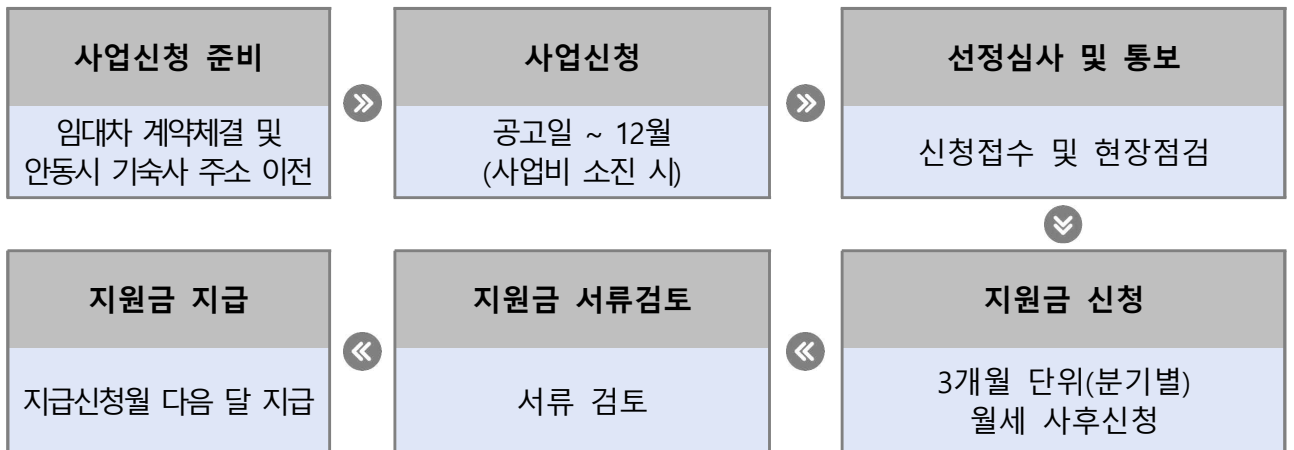 사업신청 준비
임대차 계약체결 및
안동시 기숙사 주소 이전
사업신청
공고일 ~ 12월
(사업비 소진 시)
선정심사 및 통보
신청접수 및 현장점검
지원금 신청
3개월 단위(분기별)
월세 사후신청
지원금 서류검토
서류 검토
지원금 지급
지급신청월 다음 달 지급